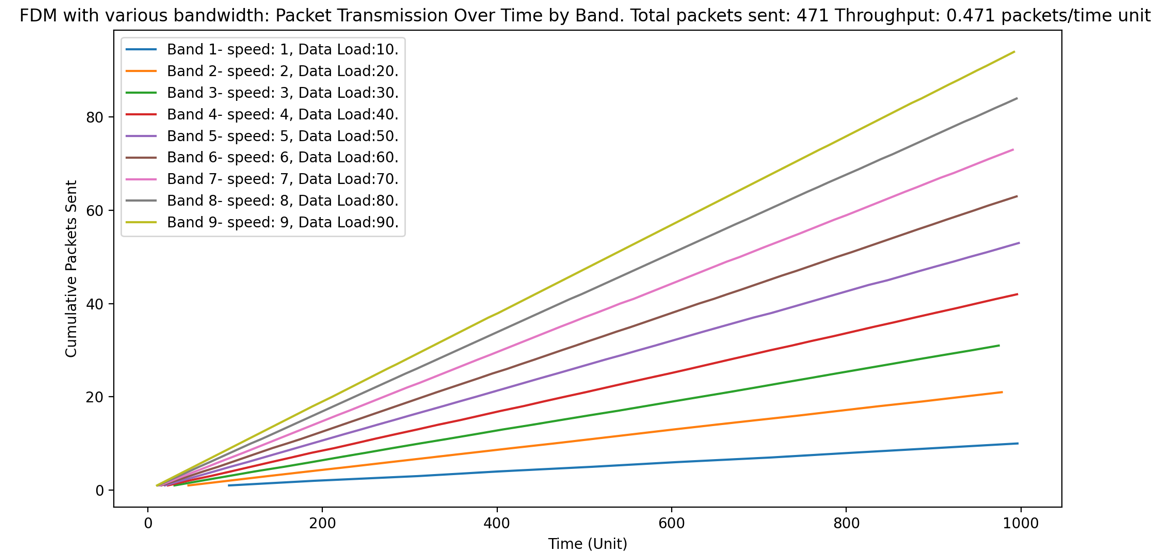 FDM with various bandwidth: Packet Transmission Over Time by Band. Total packets sent: 471 Throughput: 0.471 packets/time unit
Band 1- speed: 1, Data Load:10.
Band 2- speed: 2, Data Load:20.
Band 3- speed: 3, Data Load:30.
Band 4- speed: 4, Data Load:40.
Band 5- speed: 5, Data Load:50.
Band 6- speed: 6, Data Load:60.
Band 7- speed: 7, Data Load:70.
Band 8- speed: 8, Data Load:80.
Band 9- speed: 9, Data Load:90.
Cumulative Packets Sent
80
60
40
20
0
0 200 400 600 800 1000
Time (Unit)